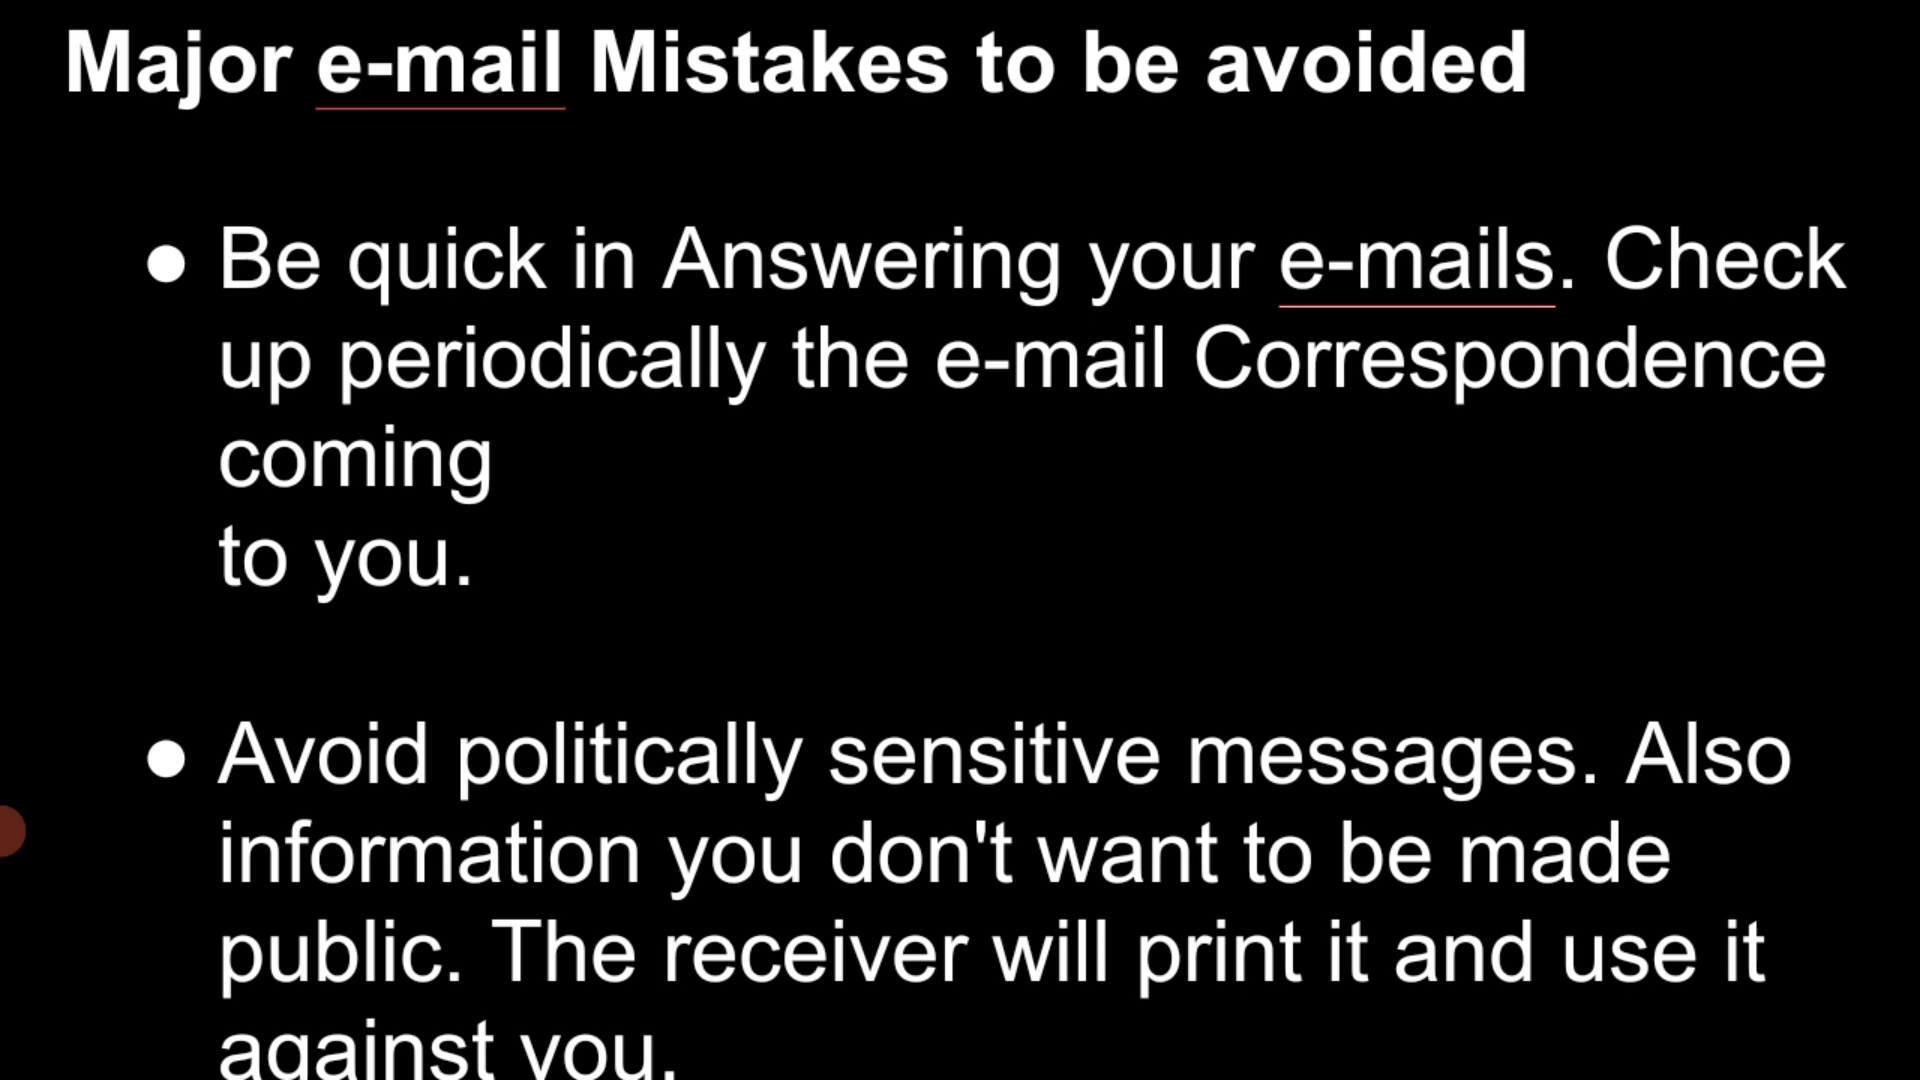 Major e-mail Mistakes to be avoided
● Be quick in Answering your e-mails. Check
up periodically the e-mail Correspondence
coming
to you.
● Avoid politically sensitive messages. Also
information you don't want to be made
public. The receiver will print it and use it
against you.